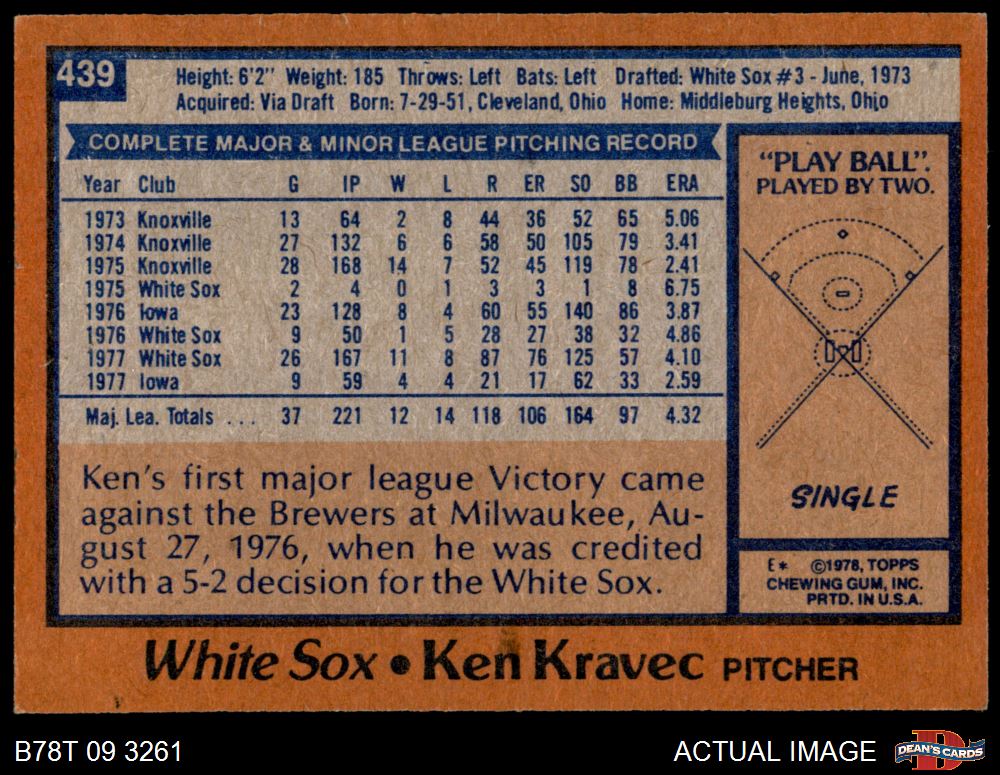 439
Height: 6'2" Weight: 185 Throws: Left Bats: Left Drafted: White Sox #3 - June, 1973
Acquired: Via Draft Born: 7-29-51, Cleveland, Ohio Home: Middleburg Heights, Ohio
COMPLETE MAJOR & MINOR LEAGUE PITCHING RECORD
Year Club G IP W L R ER SO BB ERA
1973 Knoxville 13 64 2 8 44 36 52 65 5.06
1974 Knoxville 27 132 6 6 58 50 105 79 3.41
1975 Knoxville 28 168 14 7 52 45 119 78 2.41
1975 White Sox 2 4 0 1 3 3 1 8 6.75
1976 Iowa 23 128 8 4 60 55 140 86 3.87
1976 White Sox 9 50 1 5 28 27 38 32 4.86
1977 White Sox 26 167 11 8 87 76 125 57 4.10
1977 Iowa 9 59 4 4 21 17 62 33 2.59
Maj. Lea. Totals . . . 37 221 12 14 118 106 164 97 4.32
Ken's first major league Victory came
against the Brewers at Milwaukee, Au-
gust 27, 1976, when he was credited
with a 5-2 decision for the White Sox.
"PLAY BALL".
PLAYED BY TWO.
SINGLE
E* ©1978, TOPPS
CHEWING GUM, INC.
PRTD. IN U.S.A.
White Sox • Ken Kravec PITCHER
B78T 09 3261
ACTUAL IMAGE
D
DEAN'S CARDS